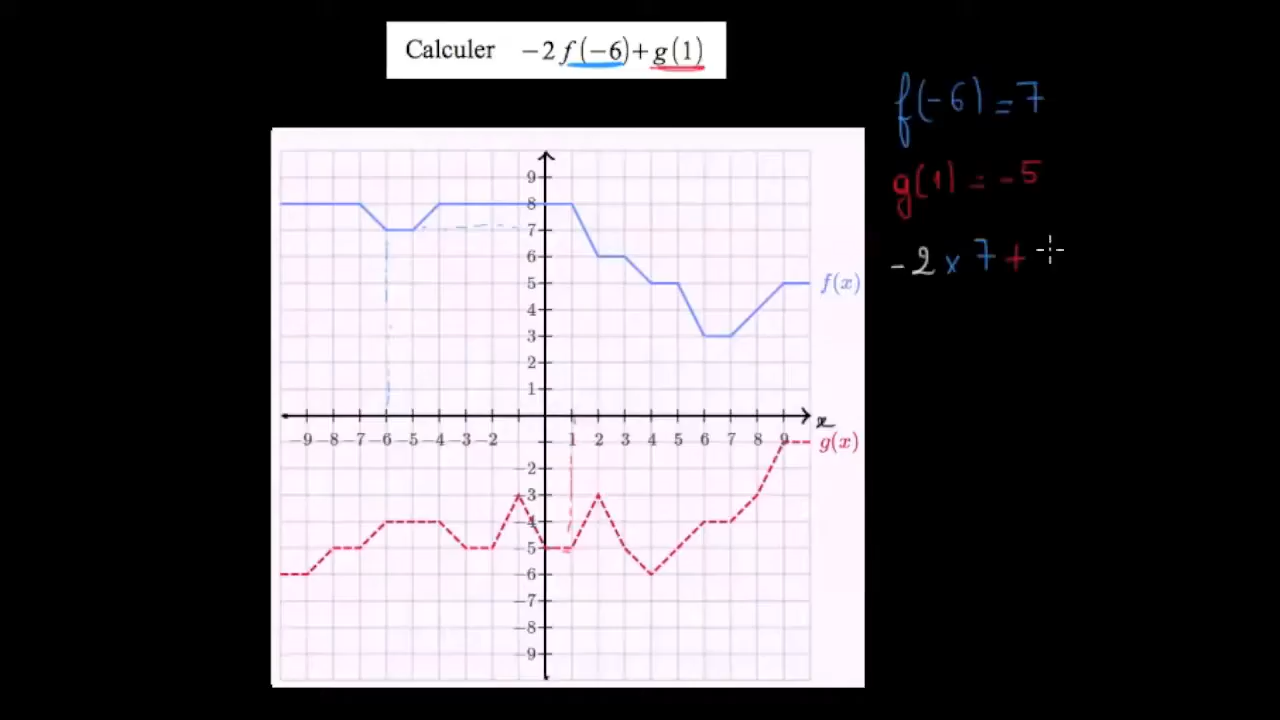 Calculer −2 f(−6)+g(1)
f(-6) = 7
g(1) = -5
-2 × 7 +
9
8
7
6
5
4
3
2
1
f(x)
x
−9 −8 −7 −6 −5 −4 −3 −2 1 2 3 4 5 6 7 8 9
g(x)
−2
−3
−4
−5
−6
−7
−8
−9